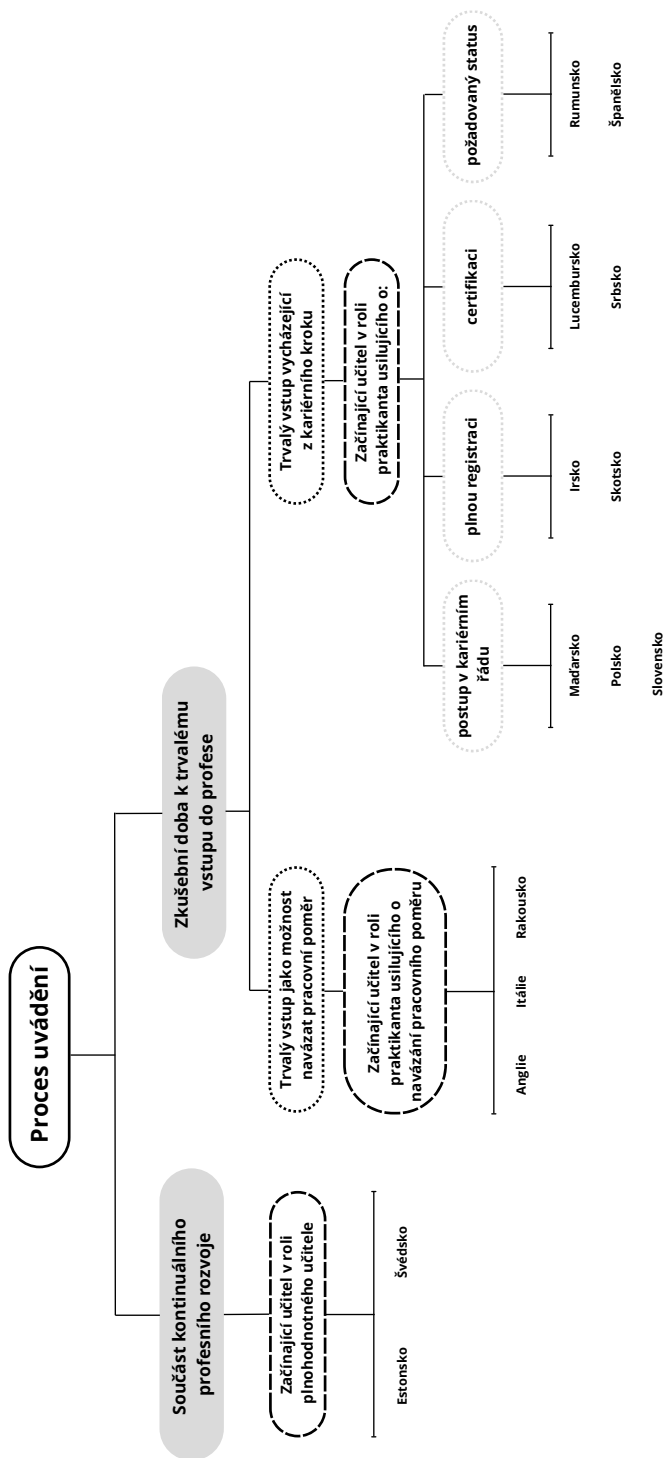 Proces uvádění
Součást kontinuálního
profesního rozvoje
Zkušební doba k trvalému
vstupu do profese
Začínající učitel v roli
plnohodnotného učitele
Estonsko
Švédsko
Trvalý vstup jako možnost
navázat pracovní poměr
Začínající učitel v roli
praktikanta usilujícího o
navázání pracovního poměru
Anglie
Itálie
Rakousko
Trvalý vstup vycházející
z kariérního kroku
Začínající učitel v roli
praktikanta usilujícího o:
postup v kariérním
řádu
Maďarsko
Polsko
Slovensko
plnou registraci
Irsko
Skotsko
certifikaci
Lucembursko
Srbsko
požadovaný status
Rumunsko
Španělsko